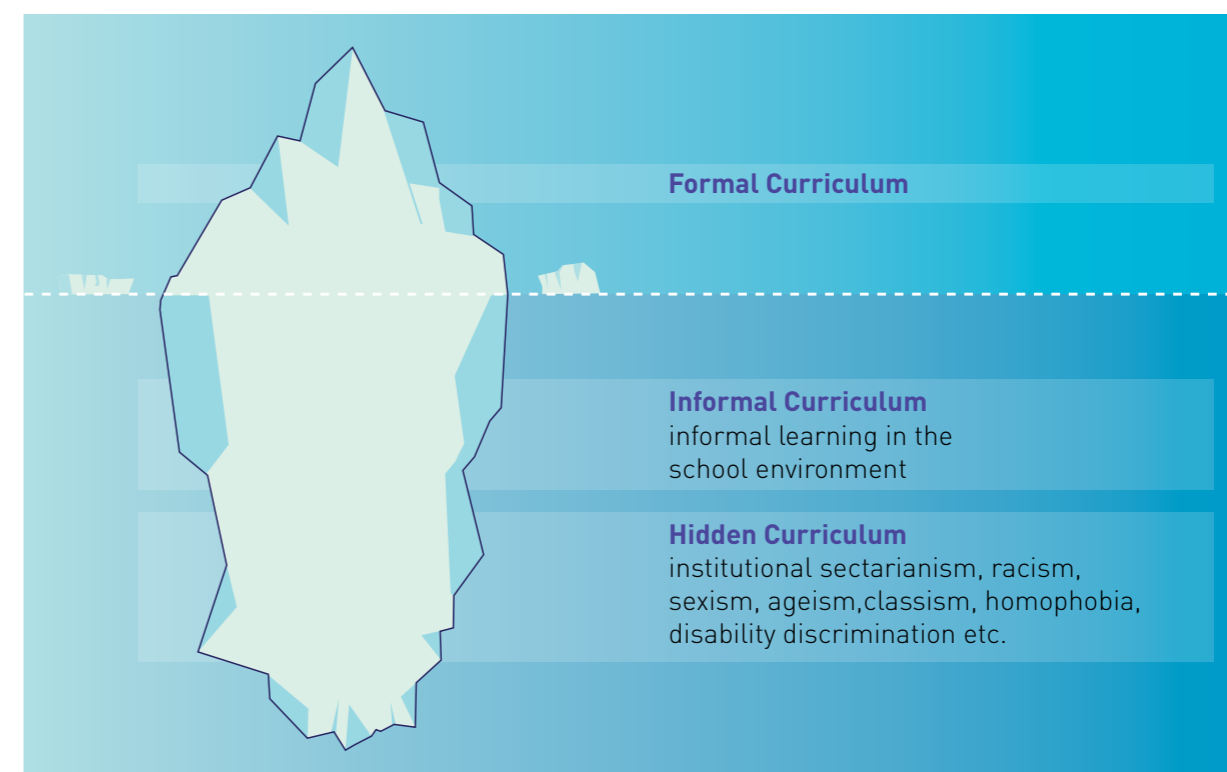 Formal Curriculum
Informal Curriculum
informal learning in the
school environment
Hidden Curriculum
institutional sectarianism, racism,
sexism, ageism,classism, homophobia,
disability discrimination etc.